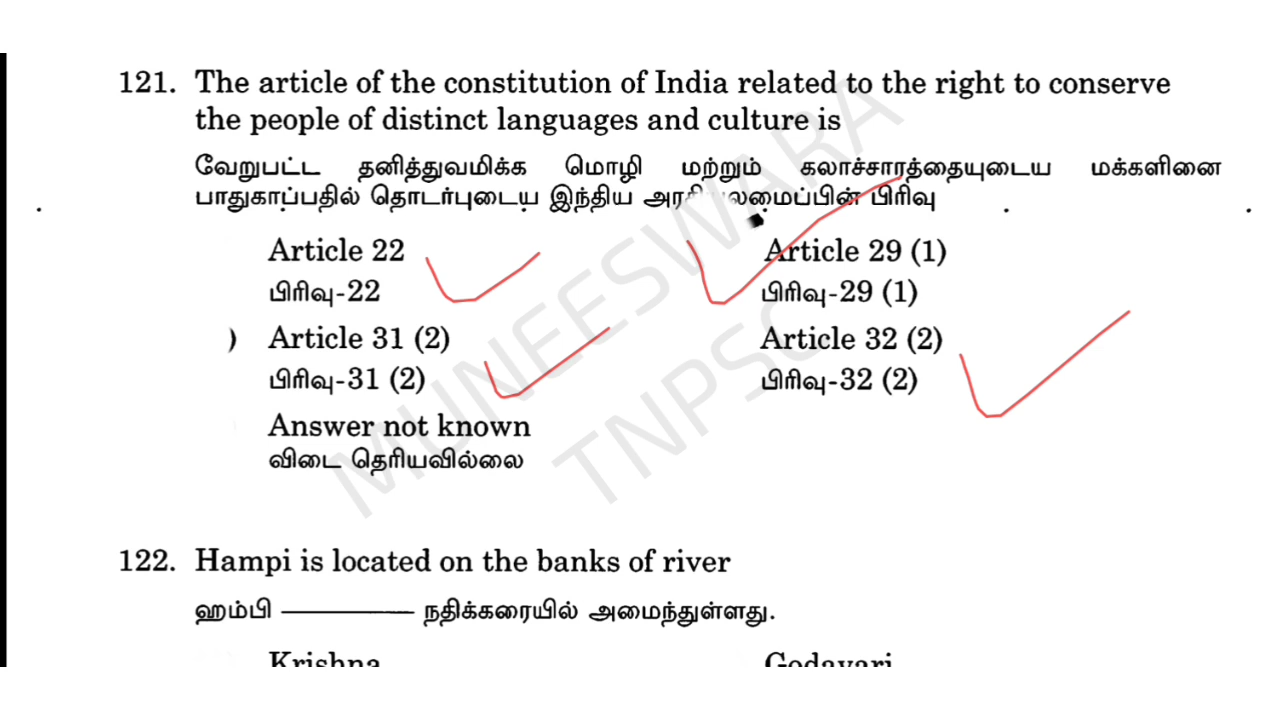 121. The article of the constitution of India related to the right to conserve
the people of distinct languages and culture is
வேறுபட்ட தனித்துவமிக்க மொழி மற்றும் கலாச்சாரத்தையுடைய மக்களினை
பாதுகாப்பதில் தொடர்புடைய இந்திய பிரிவு
Article 22 Article 29 (1)
பிரிவு-22 பிரிவு-29 (1)
) Article 31 (2) Article 32 (2)
பிரிவு-31 (2) பிரிவு-32 (2)
Answer not known
விடை தெரியவில்லை
MUNEESWARA
TNPSC
122. Hampi is located on the banks of river
ஹம்பி ———— நதிக்கரையில் அமைந்துள்ளது.
Krishna Godavari